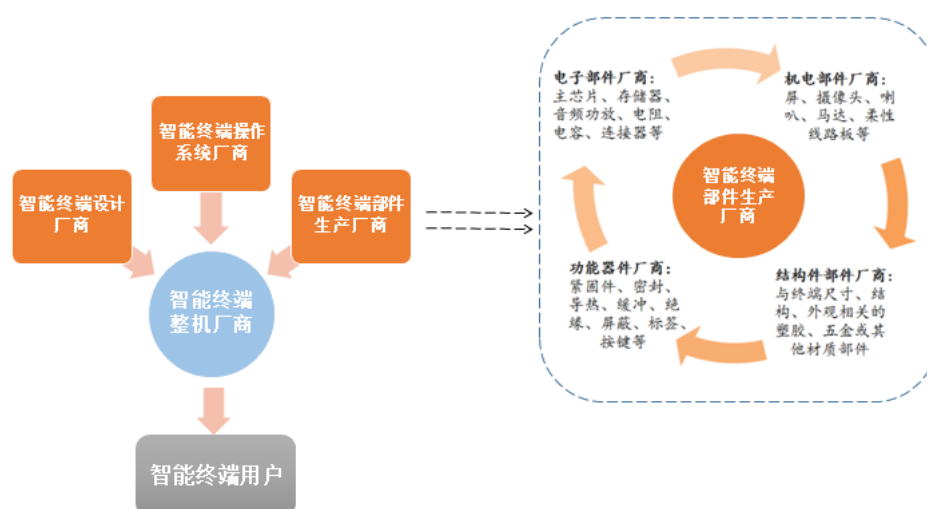 智能终端操作
系统厂商
智能终端设计
厂商
智能终端部件
生产厂商
智能终端
整机厂商
智能终端用户
电子部件厂商：
主芯片、存储器、
音频功放、电阻、
电容、连接器等
机电部件厂商：
屏、摄像头、喇
叭、马达、柔性
线路板等
智能终端
部件生产
厂商
功能器件厂商：
紧固件、密封、
导热、缓冲、绝
缘、屏蔽、标签、
按键等
结构件部件厂商：
与终端尺寸、结
构、外观相关的
塑胶、五金或其
他材质部件